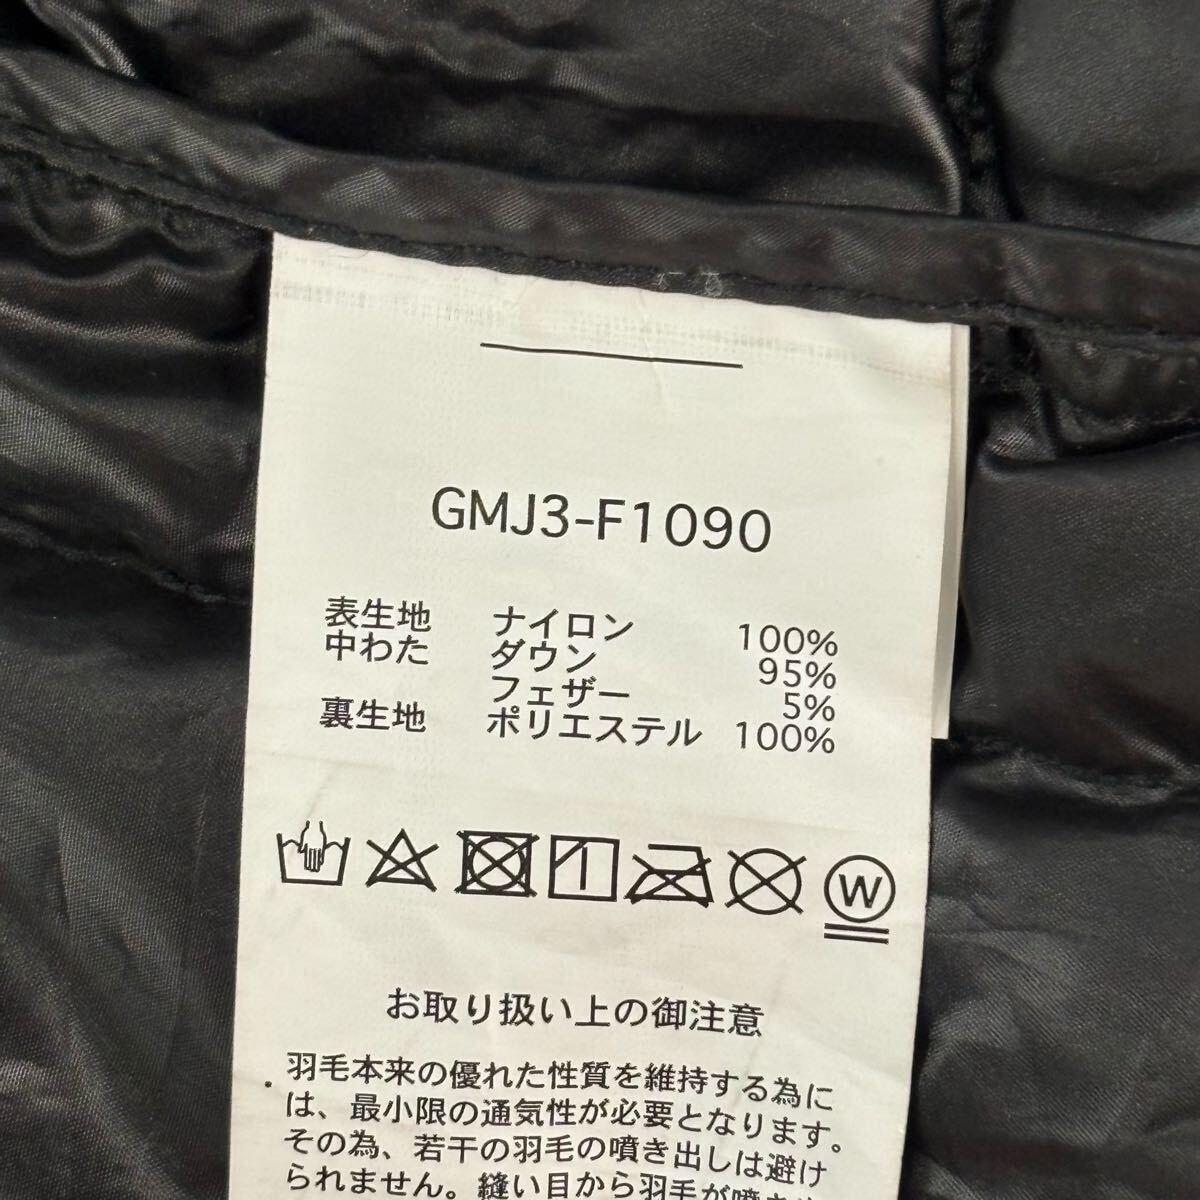 GMJ3-F1090
表生地 ナイロン 100%
中わた ダウン 95%
フェザー 5%
裏生地 ポリエステル 100%
W
お取り扱い上の御注意
羽毛本来の優れた性質を維持する為に
は、最小限の通気性が必要となります。
その為、若干の羽毛の噴き出しは避け
られません。縫い目から羽毛が噴き